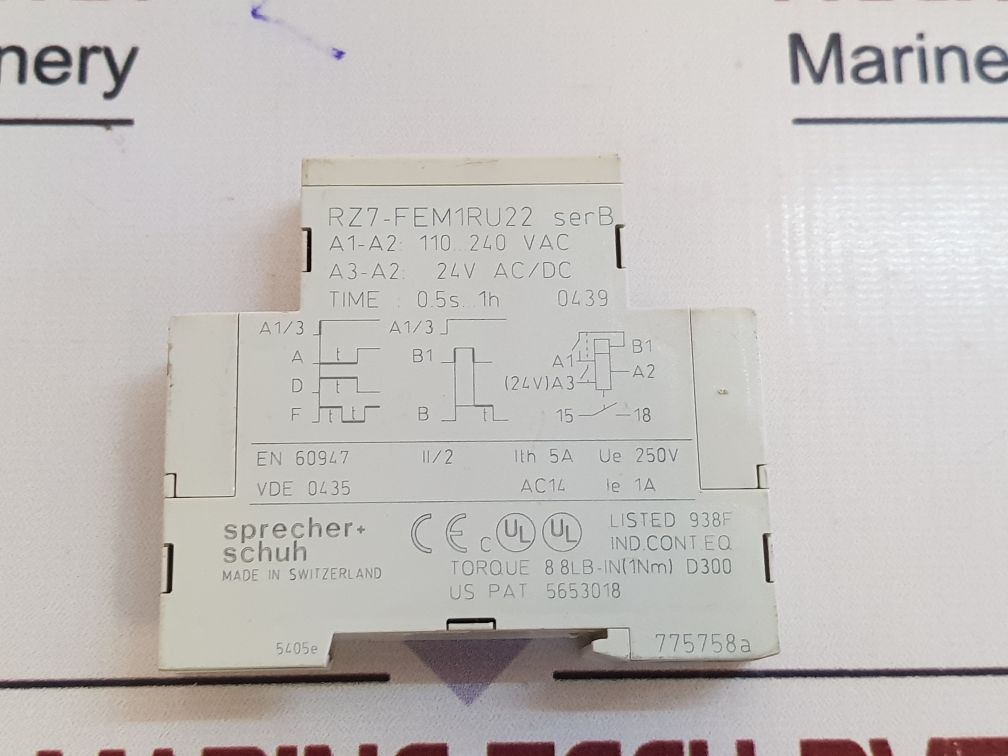 nery
Marine
RZ7-FEM1RU22 serB
A1-A2: 110...240 VAC
A3-A2: 24V AC/DC
TIME : 0.5s...1h 0439
A1/3 A1/3
A t B1
D t
F t t B t
A1 B1
(24V)A3 A2
15 18
EN 60947 II/2 Ith 5A Ue 250V
VDE 0435 AC14 Ie 1A
sprecher+
schuh
MADE IN SWITZERLAND
CE C UL UL LISTED 938F
IND.CONT.EQ.
TORQUE 8.8LB-IN(1Nm) D300
US PAT 5653018
5405e
775758a